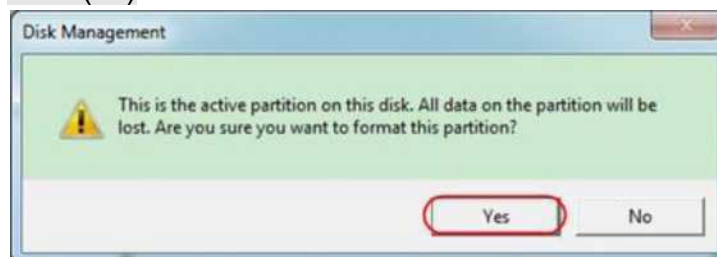 Disk Management
This is the active partition on this disk. All data on the partition will be
lost. Are you sure you want to format this partition?
Yes
No